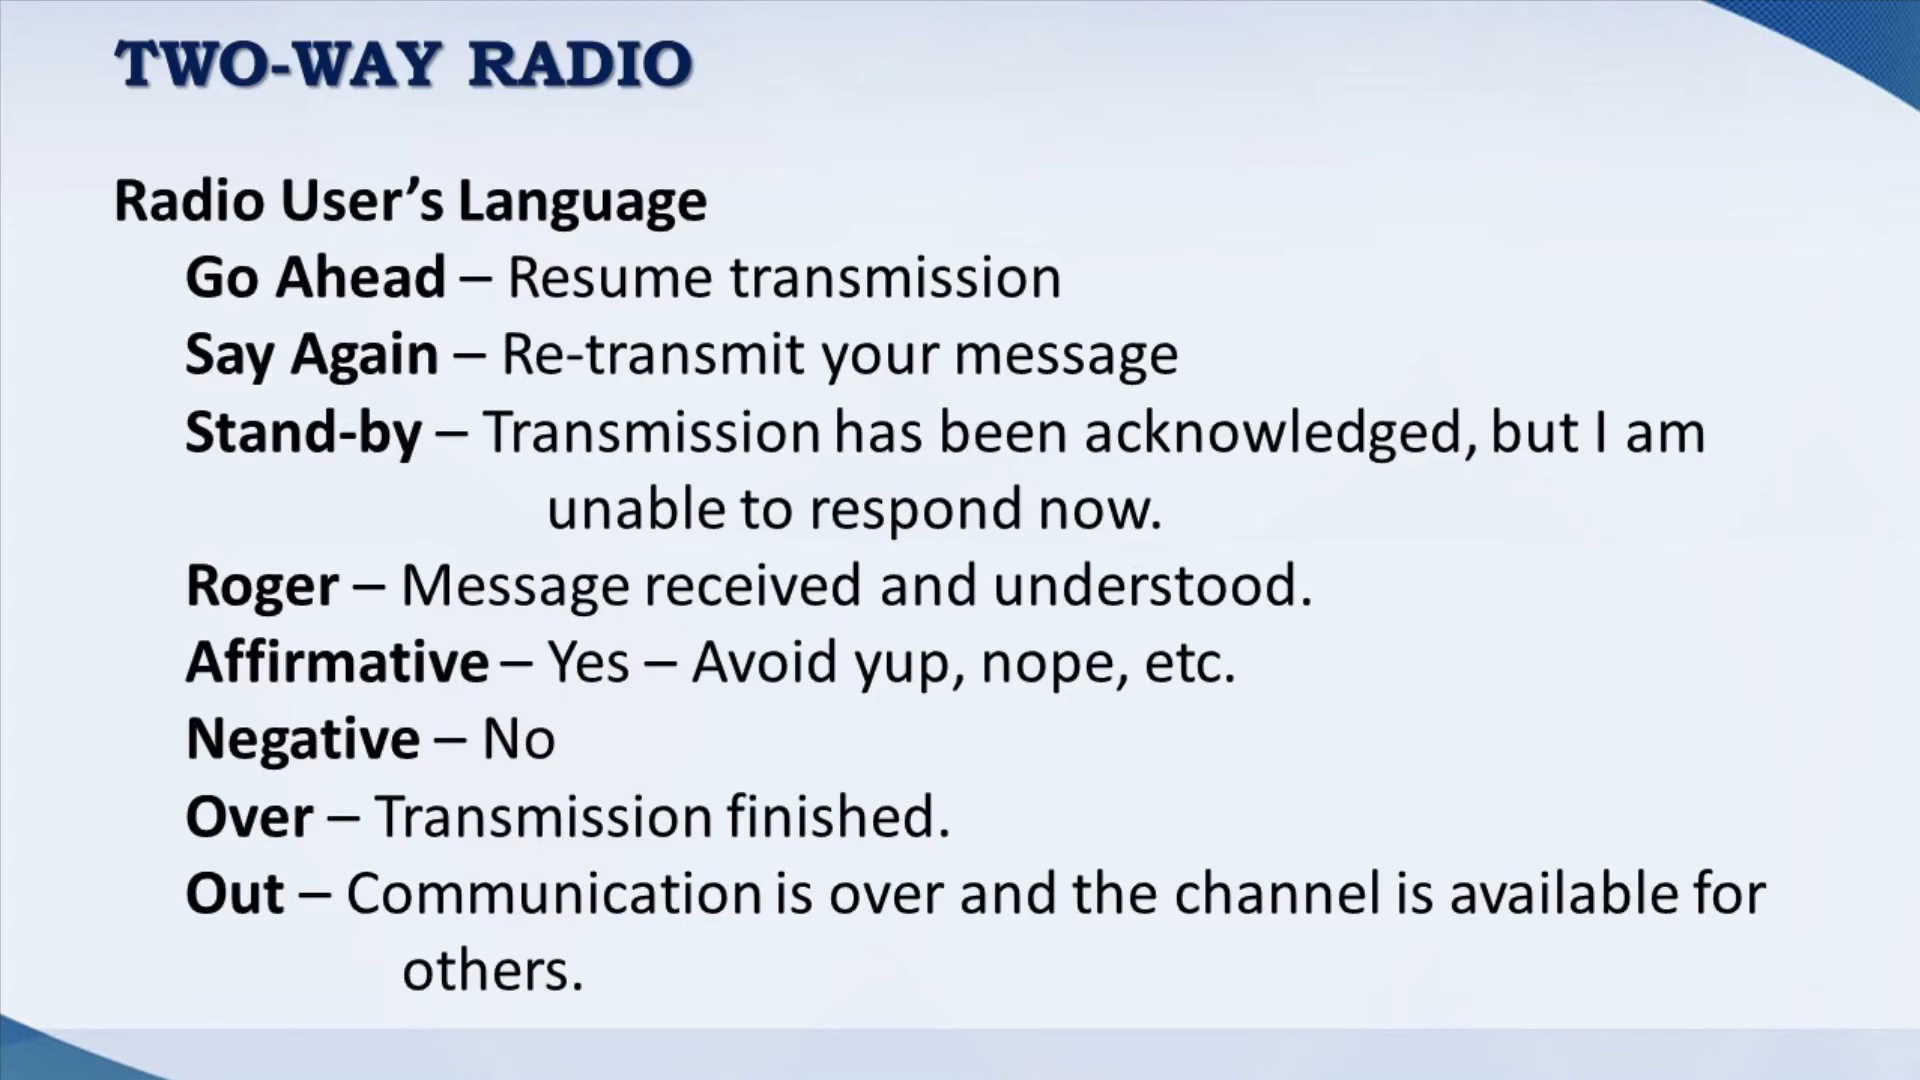 TWO-WAY RADIO
Radio User’s Language
Go Ahead – Resume transmission
Say Again – Re-transmit your message
Stand-by – Transmission has been acknowledged, but I am
unable to respond now.
Roger – Message received and understood.
Affirmative – Yes – Avoid yup, nope, etc.
Negative – No
Over – Transmission finished.
Out – Communication is over and the channel is available for
others.